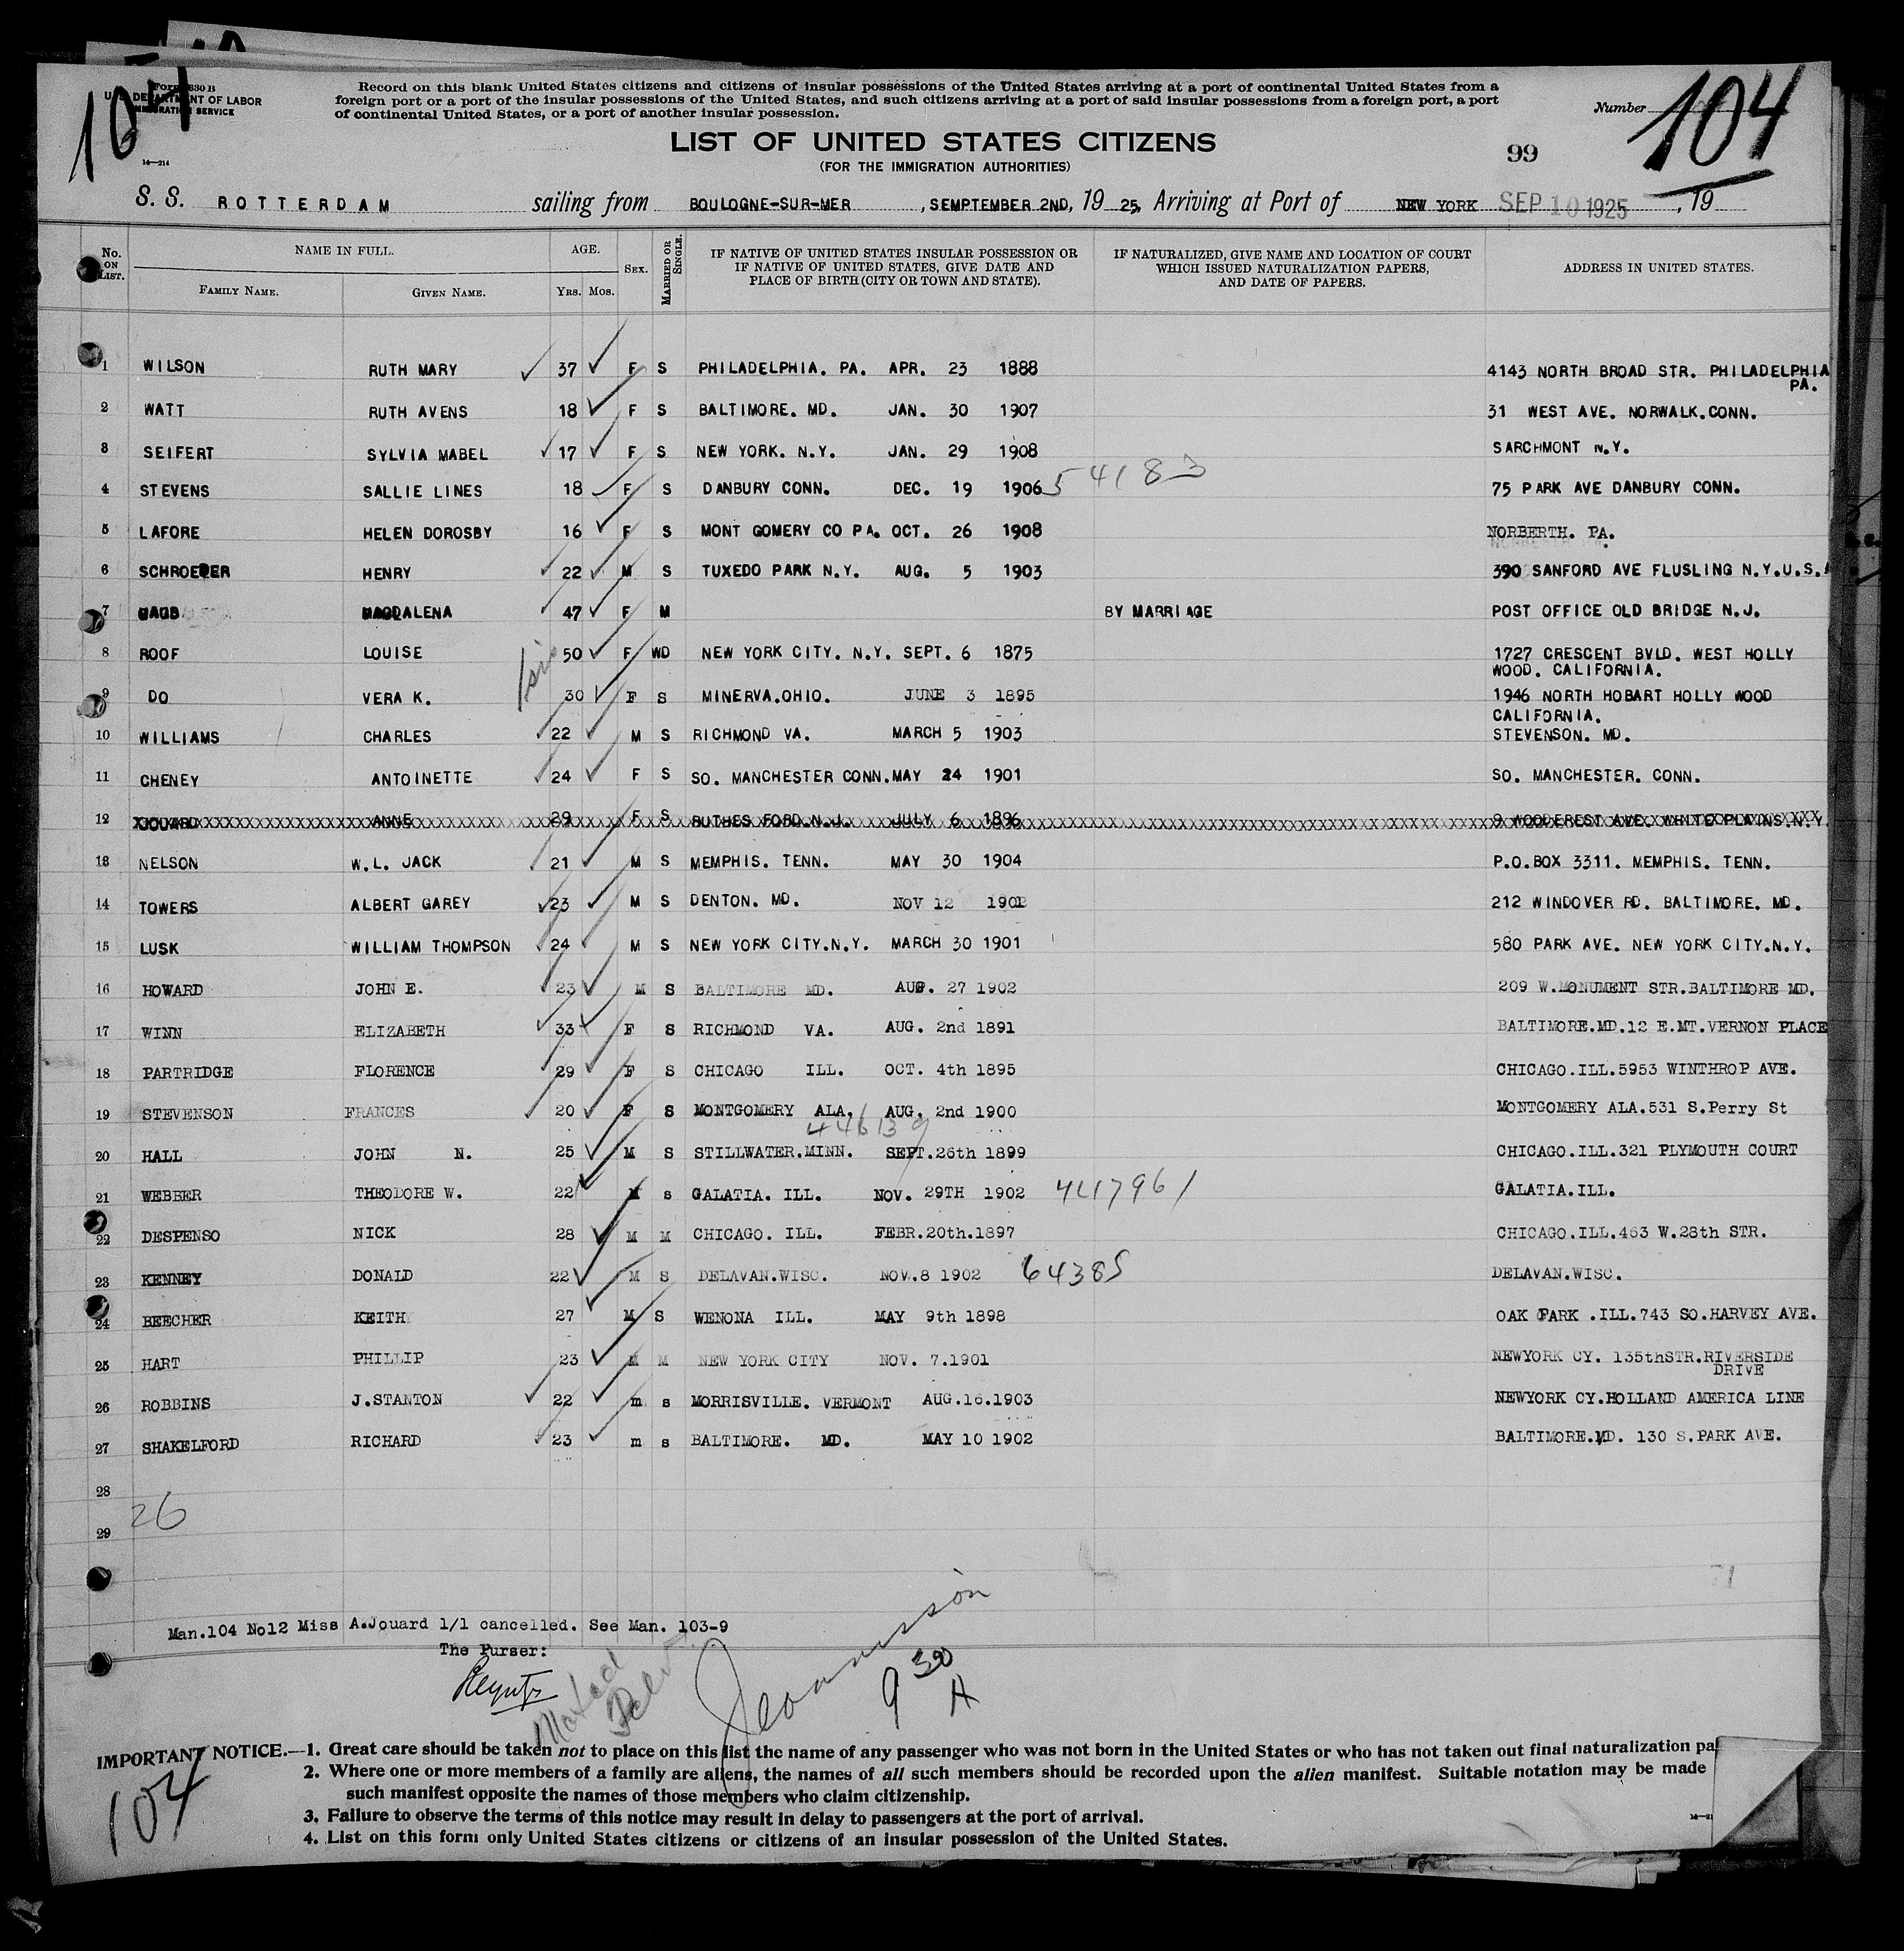 Form 630 B
U. S. DEPARTMENT OF LABOR
IMMIGRATION SERVICE
14—214
Record on this blank United States citizens and citizens of insular possessions of the United States arriving at a port of continental United States from a
foreign port or a port of the insular possessions of the United States, and such citizens arriving at a port of said insular possessions from a foreign port, a port
of continental United States, or a port of another insular possession.
Number 104
104
LIST OF UNITED STATES CITIZENS
(FOR THE IMMIGRATION AUTHORITIES)
99
S. S. ROTTERDAM sailing from BOULOGNE-SUR-MER, SEMPTEMBER 2ND, 19 25, Arriving at Port of NEW YORK SEP 10 1925, 19
No. ON LIST. NAME IN FULL. FAMILY NAME. GIVEN NAME. AGE. YRS. MOS. SEX. MARRIED OR SINGLE. IF NATIVE OF UNITED STATES INSULAR POSSESSION OR IF NATIVE OF UNITED STATES, GIVE DATE AND PLACE OF BIRTH (CITY OR TOWN AND STATE). IF NATURALIZED, GIVE NAME AND LOCATION OF COURT WHICH ISSUED NATURALIZATION PAPERS, AND DATE OF PAPERS. ADDRESS IN UNITED STATES.
1 WILSON RUTH MARY 37 F S PHILADELPHIA. PA. APR. 23 1888 4143 NORTH BROAD STR. PHILADELPHIA
PA.
2 WATT RUTH AVENS 18 F S BALTIMORE. MD. JAN. 30 1907 31 WEST AVE. NORWALK.CONN.
3 SEIFERT SYLVIA MABEL 17 F S NEW YORK. N.Y. JAN. 29 1908 SARCHMONT N.Y.
4 STEVENS SALLIE LINES 18 F S DANBURY CONN. DEC. 19 1906 54183 75 PARK AVE DANBURY CONN.
5 LAFORE HELEN DOROSBY 16 F S MONT GOMERY CO PA. OCT. 26 1908 NORBERTH. PA.
6 SCHROEDER HENRY 22 M S TUXEDO PARK N.Y. AUG. 5 1903 390 SANFORD AVE FLUSLING N.Y.U.S.
7 MAGDALENA 47 F M BY MARRIAGE POST OFFICE OLD BRIDGE N.J.
8 ROOF LOUISE 50 F WD NEW YORK CITY. N.Y. SEPT. 6 1875 1727 CRESCENT BVLD. WEST HOLLY
WOOD. CALIFORNIA.
9 DO VERA K. 30 F S MINERVA.OHIO. JUNE 3 1895 1946 NORTH HOBART HOLLY WOOD
CALIFORNIA.
10 WILLIAMS CHARLES 22 M S RICHMOND VA. MARCH 5 1903 STEVENSON. MD.
11 CHENEY ANTOINETTE 24 F S SO. MANCHESTER CONN. MAY 24 1901 SO. MANCHESTER. CONN.
12 JOUARD ANNE 29 F S RUTHES FORD.N.J. JULY 6 1896 9 WOODEREST AVE. WHITE PLAINS.N.Y.
13 NELSON W.L. JACK 21 M S MEMPHIS. TENN. MAY 30 1904 P.O.BOX 3311. MEMPHIS. TENN.
14 TOWERS ALBERT GAREY 23 M S DENTON. MD. NOV 12 1902 212 WINDOVER RD. BALTIMORE. MD.
15 LUSK WILLIAM THOMPSON 24 M S NEW YORK CITY.N.Y. MARCH 30 1901 580 PARK AVE. NEW YORK CITY.N.Y.
16 HOWARD JOHN E. 23 M S BALTIMORE MD. AUG. 27 1902 209 W.MONUMENT STR.BALTIMORE MD.
17 WINN ELIZABETH 33 F S RICHMOND VA. AUG. 2nd 1891 BALTIMORE.MD.12 E.MT.VERNON PLACE
18 PARTRIDGE FLORENCE 29 F S CHICAGO ILL. OCT. 4th 1895 CHICAGO.ILL.5953 WINTHROP AVE.
19 STEVENSON FRANCES 20 F S MONTGOMERY ALA. AUG. 2nd 1900 MONTGOMERY ALA.531 S.Perry St
20 HALL JOHN N. 25 M S STILLWATER.MINN. SEPT.26th 1899 CHICAGO.ILL.321 PLYMOUTH COURT
21 WEBBER THEODORE W. 22 M s GALATIA. ILL. NOV. 29TH 1902 GALATIA.ILL.
22 DESPENSO NICK 28 M M CHICAGO. ILL. FEBR.20th.1897 CHICAGO.ILL.463 W.28th STR.
23 KENNEY DONALD 22 M S DELAVAN.WISC. NOV.8 1902 64385 DELAVAN.WISC.
24 BEECHER KEITH 27 M S WENONA ILL. MAY 9th 1898 OAK PARK .ILL.743 SO.HARVEY AVE.
25 HART PHILLIP 23 M M NEW YORK CITY NOV. 7.1901 NEWYORK CY. 135thSTR.RIVERSIDE
DRIVE
26 ROBBINS J.STANTON 22 m s MORRISVILLE. VERMONT AUG.16.1903 NEWYORK CY.HOLLAND AMERICA LINE
27 SHAKELFORD RICHARD 23 m s BALTIMORE. MD. MAY 10 1902 BALTIMORE.MD. 130 S.PARK AVE.
28
26
29
Man.104 No12 Miss A.Jouard 1/1 cancelled. See Man. 103-9
The Purser:
9 30 A
IMPORTANT NOTICE.—1. Great care should be taken not to place on this list the name of any passenger who was not born in the United States or who has not taken out final naturalization pa
2. Where one or more members of a family are aliens, the names of all such members should be recorded upon the alien manifest. Suitable notation may be made
such manifest opposite the names of those members who claim citizenship.
3. Failure to observe the terms of this notice may result in delay to passengers at the port of arrival.
4. List on this form only United States citizens or citizens of an insular possession of the United States.
104